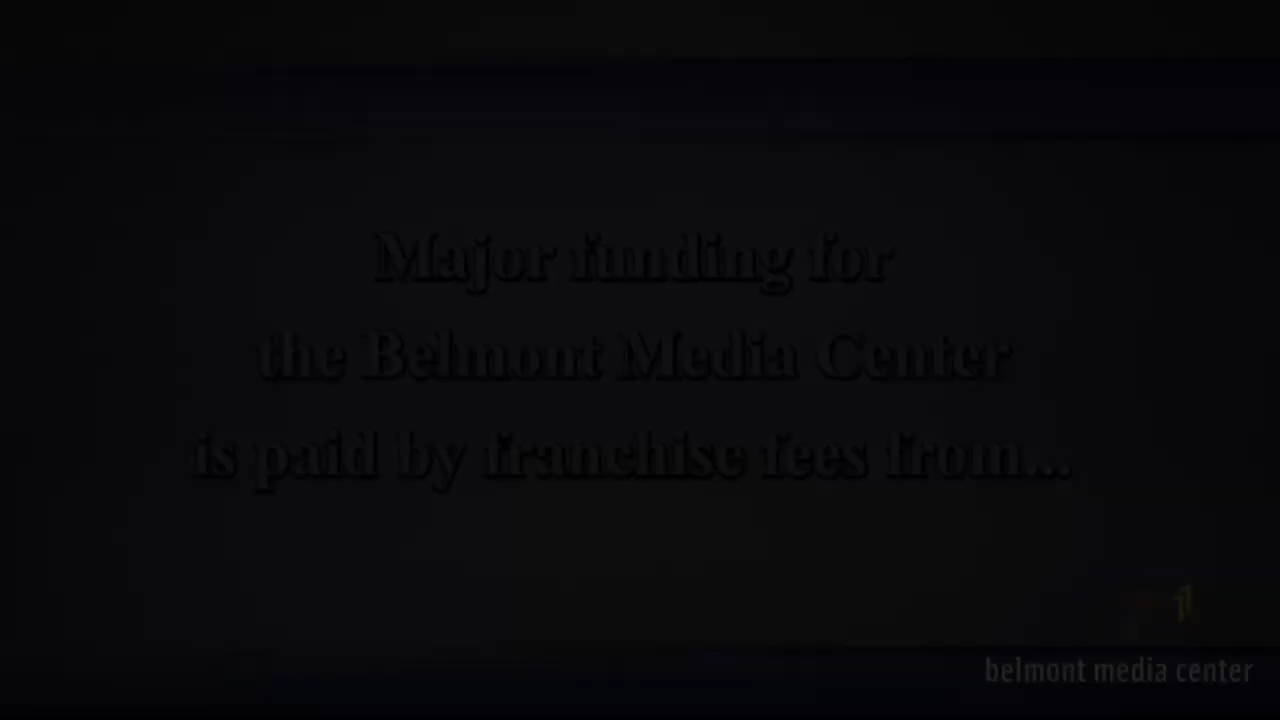 Major funding for
the Belmont Media Center
is paid by franchise fees from...
belmont media center